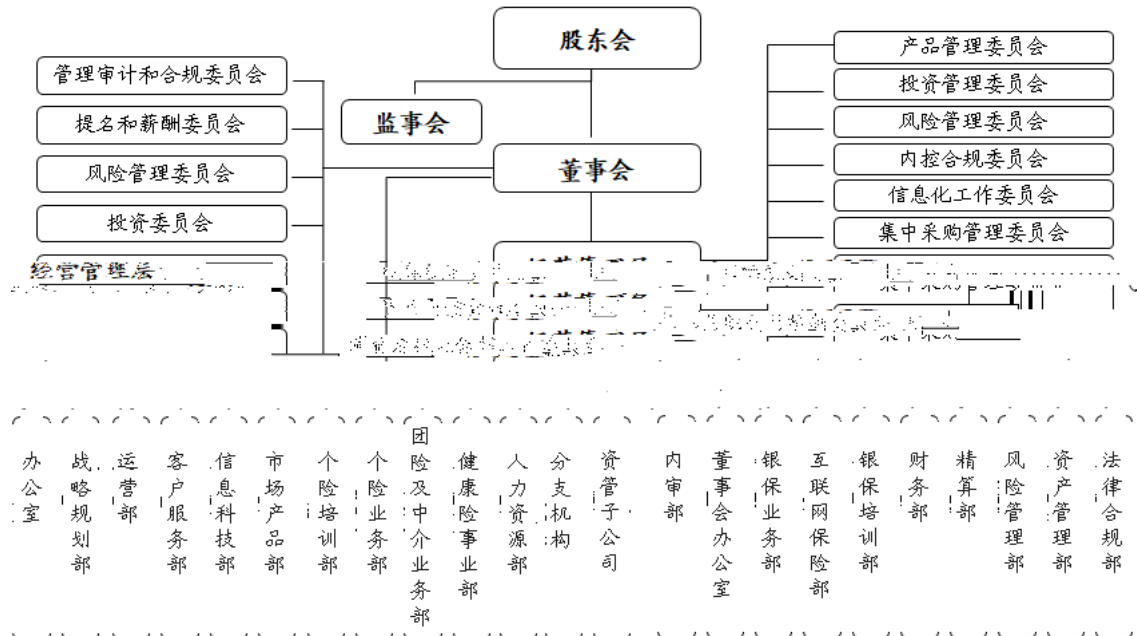 股东会
监事会
董事会
管理审计和合规委员会
提名和薪酬委员会
风险管理委员会
投资委员会
产品管理委员会
投资管理委员会
风险管理委员会
内控合规委员会
信息化工作委员会
集中采购管理委员会
经营管理层
办公室
战略规划部
运营部
客户服务部
信息科技部
市场产品部
个险培训部
个险业务部
团险及中介业务部
健康险事业部
人力资源部
分支机构
资管子公司
内审部
董事会办公室
银保业务部
互联网保险部
银保培训部
财务部
精算部
风险管理部
资产管理部
法律合规部